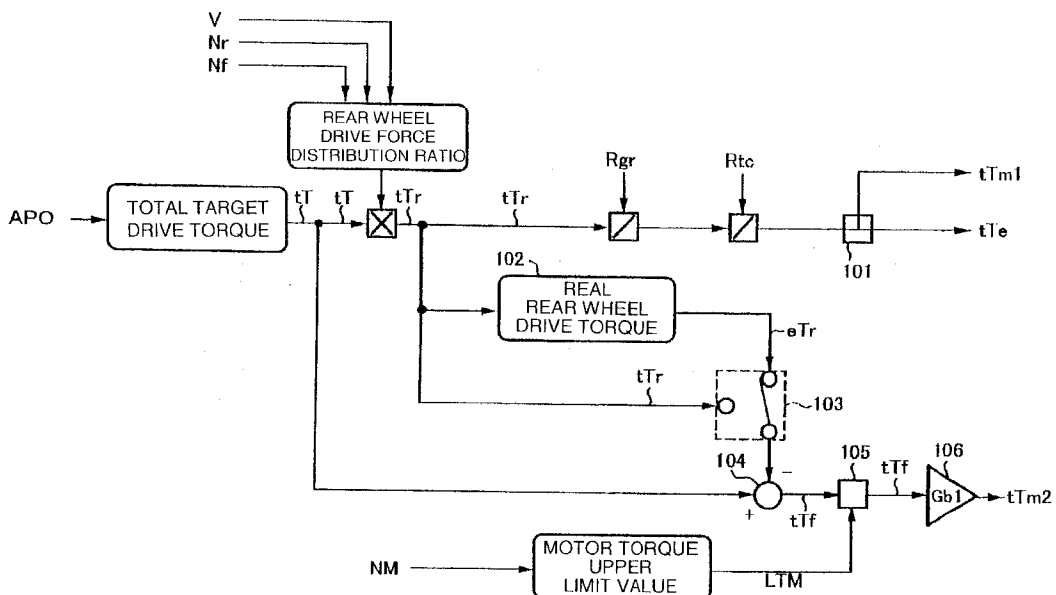 V
Nr
Nf
REAR WHEEL
DRIVE FORCE
DISTRIBUTION RATIO
APO
TOTAL TARGET
DRIVE TORQUE
tT
tT
tTr
tTr
Rgr
Rtc
tTm1
tTe
101
102
REAL
REAR WHEEL
DRIVE TORQUE
eTr
tTr
103
104
-
+
tTf
105
tTf
106
Gb1
tTm2
NM
MOTOR TORQUE
UPPER
LIMIT VALUE
LTM